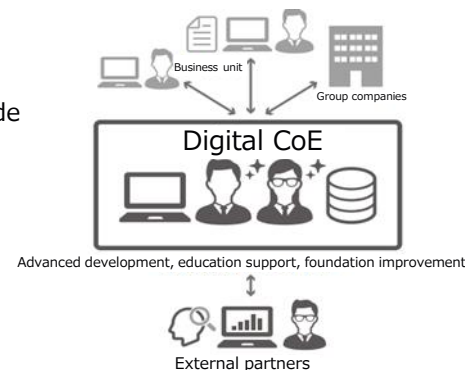 Business unit
Group companies
de
Digital CoE
Advanced development, education support, foundation improvement
External partners